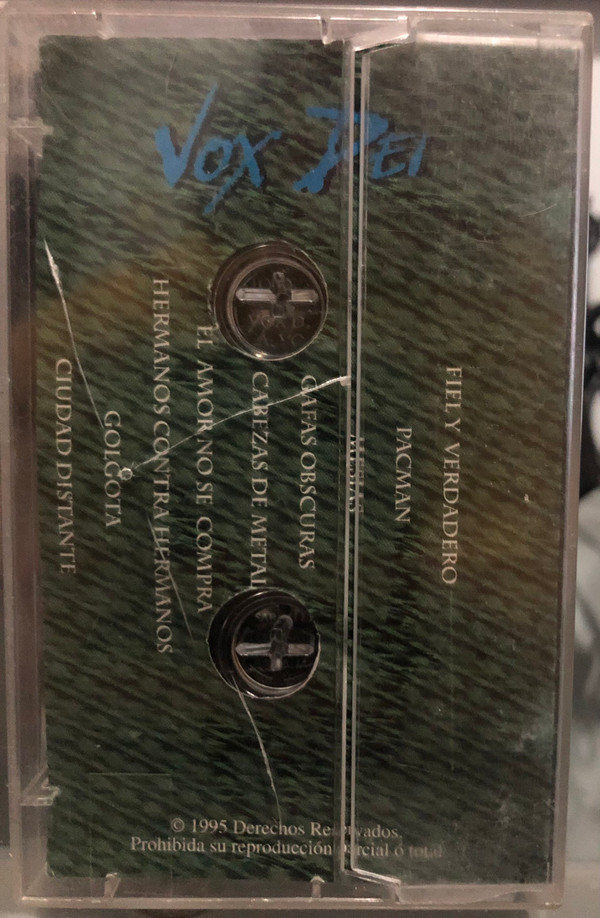 VOX DEI
FIEL Y VERDADERO
PACMAN
GAFAS OBSCURAS
CABEZAS DE METAL
EL AMOR NO SE COMPRA
HERMANOS CONTRA HERMANOS
GOLGOTA
CIUDAD DISTANTE
© 1995 Derechos Reservados.
Prohibida su reproducción parcial ó total